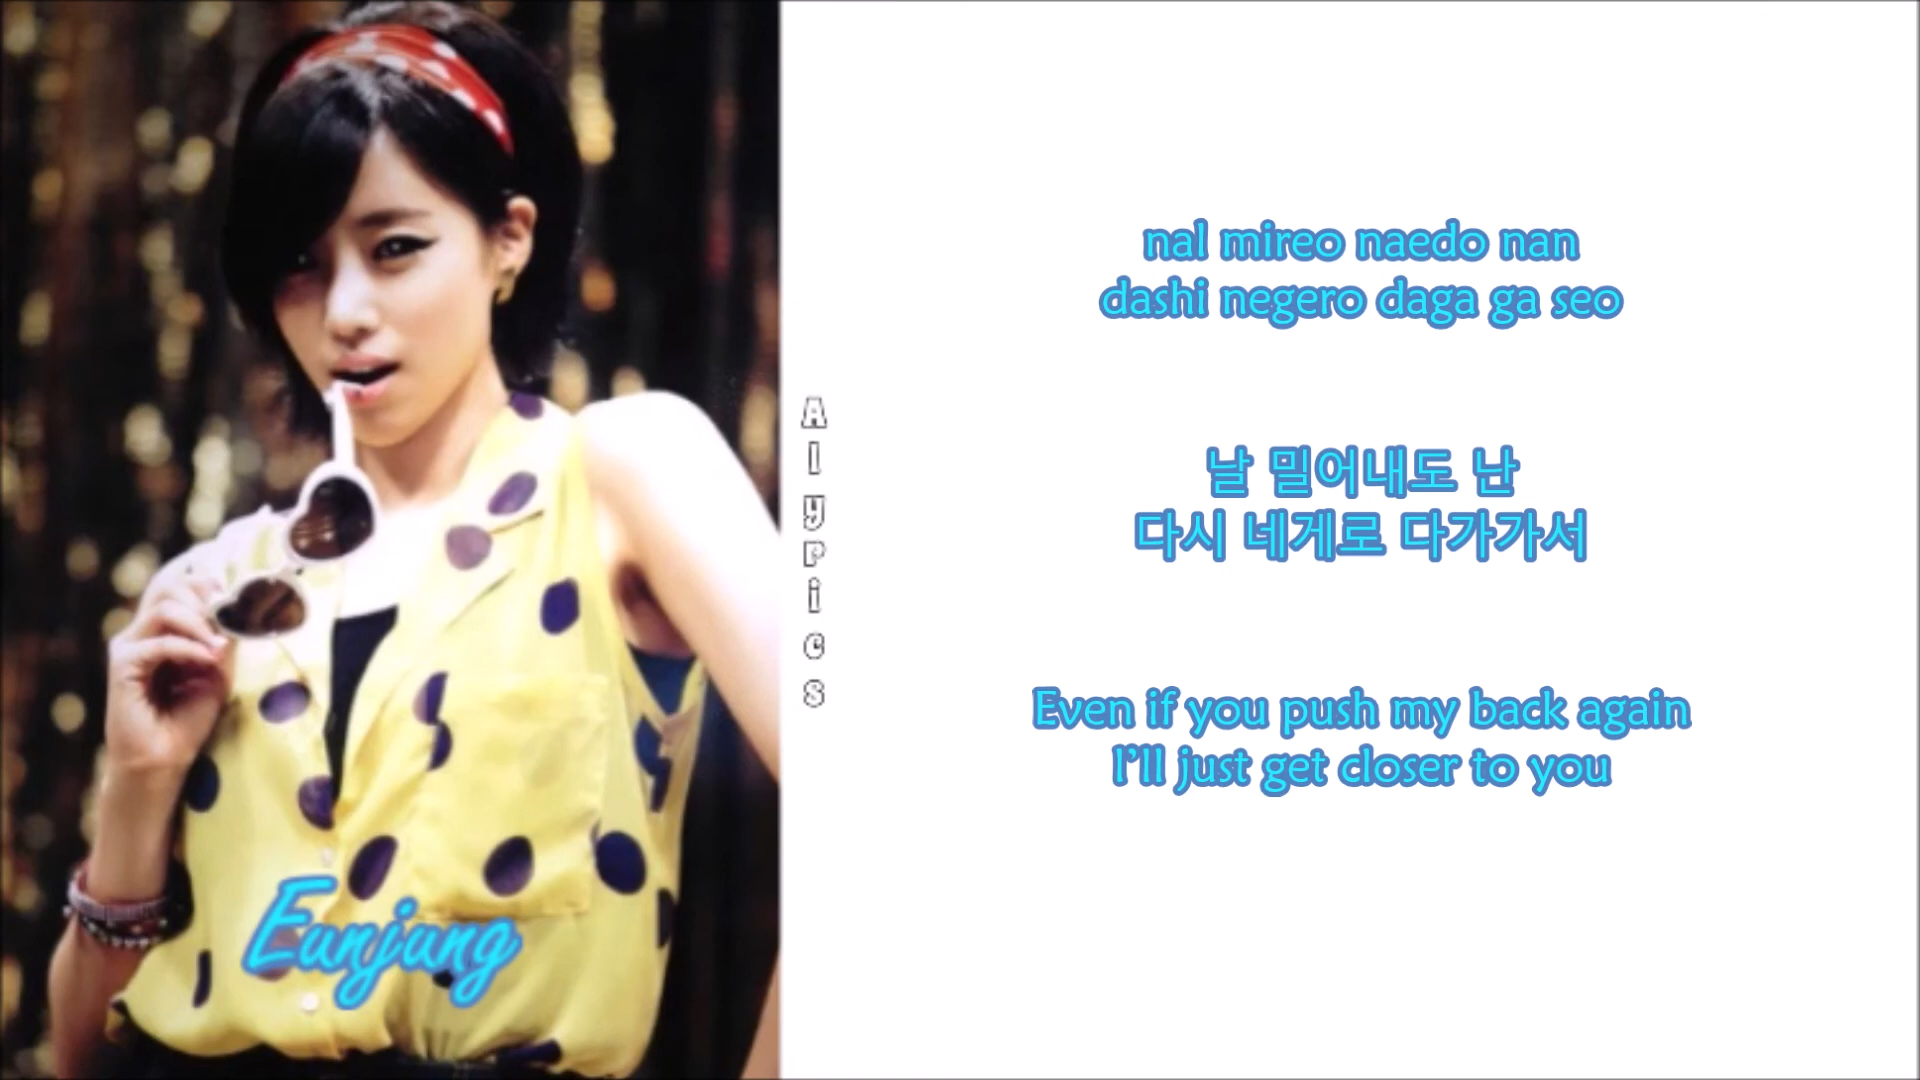 nal mireo naedo nan
dashi negero daga ga seo
날 밀어내도 난
다시 네게로 다가가서
Even if you push my back again
I'll just get closer to you
Eunjung
Alypics